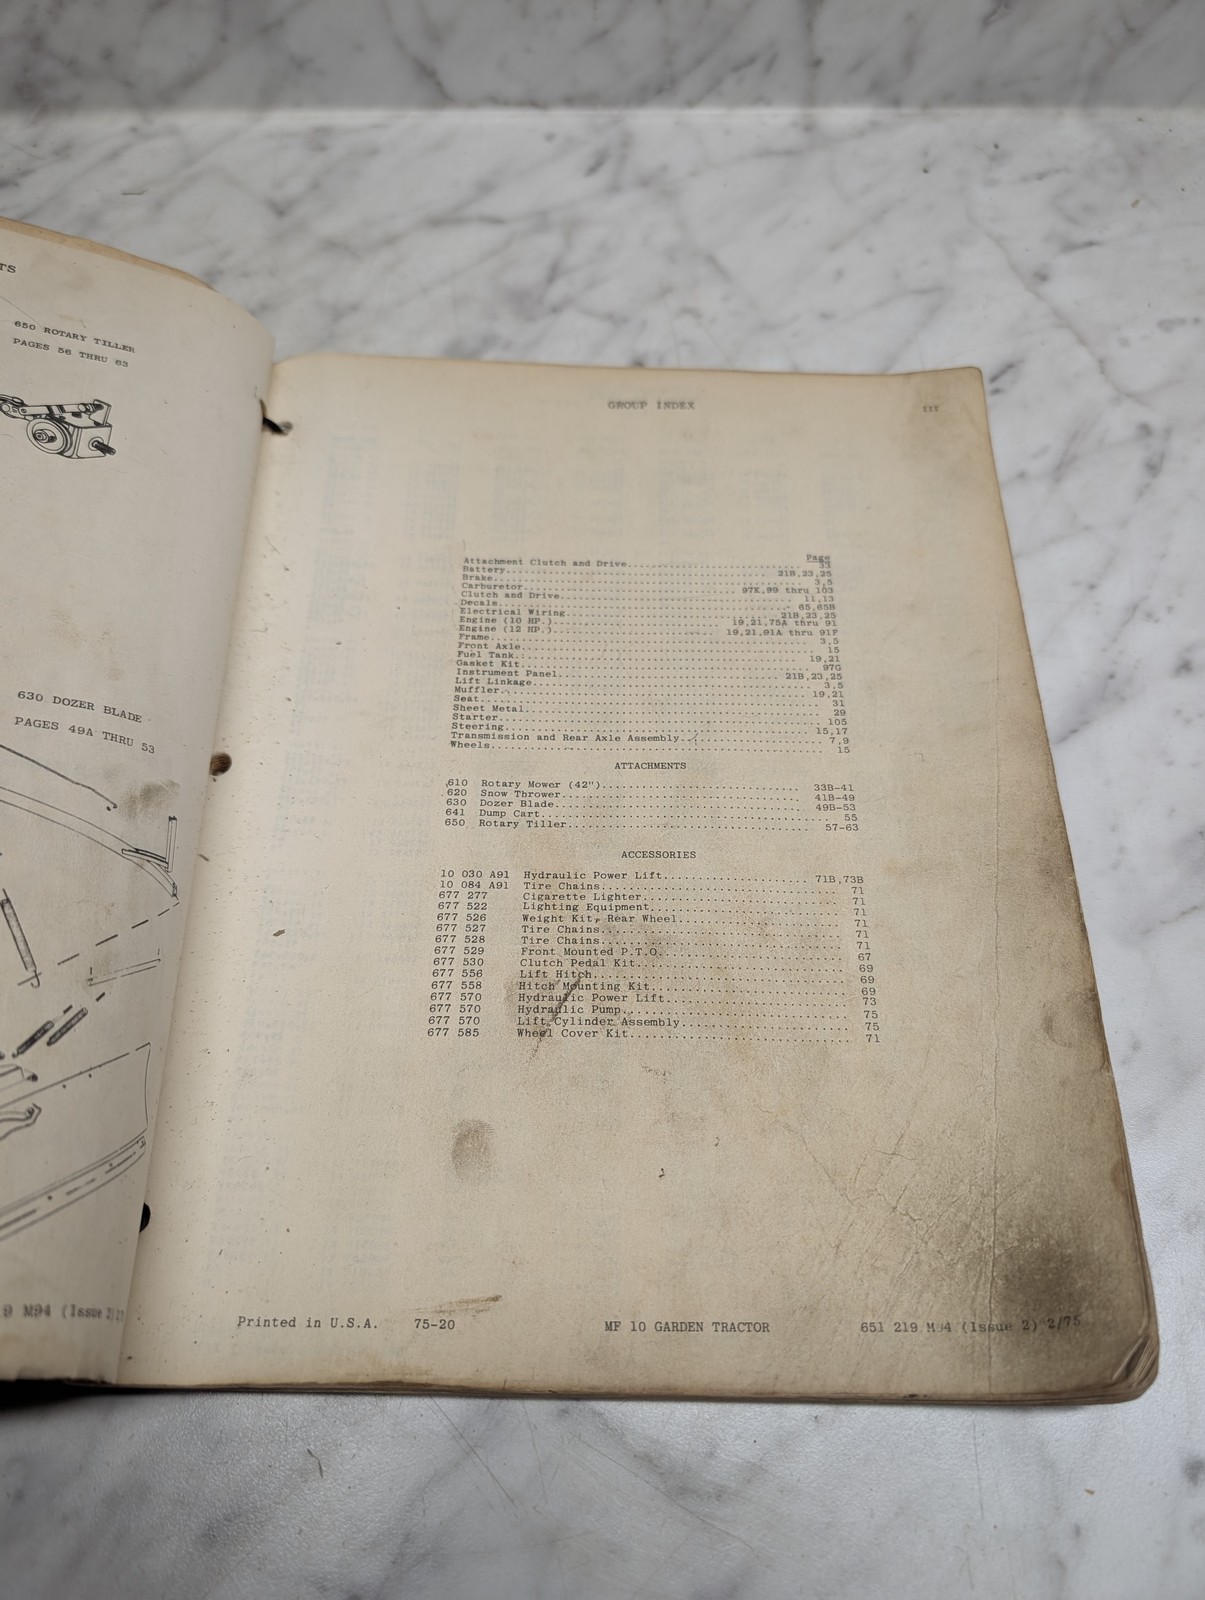 TS
650 ROTARY TILLER
PAGES 56 THRU 63
630 DOZER BLADE
PAGES 49A THRU 53
9 M94 (Issue
GROUP INDEX
iii
Page
Attachment Clutch and Drive........................ 33
Battery........................ 21B,23,25
Brake........................ 3,5
Carburetor........................ 97K,99 thru 103
Clutch and Drive........................ 11,13
Decals........................ 65,65B
Electrical Wiring........................ 21B,23,25
Engine (10 HP.)........................ 19,21,75A thru 91
Engine (12 HP.)........................ 19,21,91A thru 91F
Frame........................ 3,5
Front Axle........................ 15
Fuel Tank........................ 19,21
Gasket Kit........................ 97G
Instrument Panel........................ 21B,23,25
Lift Linkage........................ 3,5
Muffler........................ 19,21
Seat........................ 31
Sheet Metal........................ 29
Starter........................ 105
Steering........................ 15,17
Transmission and Rear Axle Assembly........................ 7,9
Wheels........................ 15
ATTACHMENTS
610 Rotary Mower (42")........................ 33B-41
620 Snow Thrower........................ 41B-49
630 Dozer Blade........................ 49B-53
641 Dump Cart........................ 55
650 Rotary Tiller........................ 57-63
ACCESSORIES
10 030 A91 Hydraulic Power Lift........................ 71B,73B
10 084 A91 Tire Chains........................ 71
677 277 Cigarette Lighter........................ 71
677 522 Lighting Equipment........................ 71
677 526 Weight Kit, Rear Wheel........................ 71
677 527 Tire Chains........................ 71
677 528 Tire Chains........................ 71
677 529 Front Mounted P.T.O........................ 67
677 530 Clutch Pedal Kit........................ 69
677 556 Lift Hitch........................ 69
677 558 Hitch Mounting Kit........................ 69
677 570 Hydraulic Power Lift........................ 73
677 570 Hydraulic Pump........................ 75
677 570 Lift Cylinder Assembly........................ 75
677 585 Wheel Cover Kit........................ 71
Printed in U.S.A. 75-20 MF 10 GARDEN TRACTOR 651 219 M94 (Issue 2) 2/75